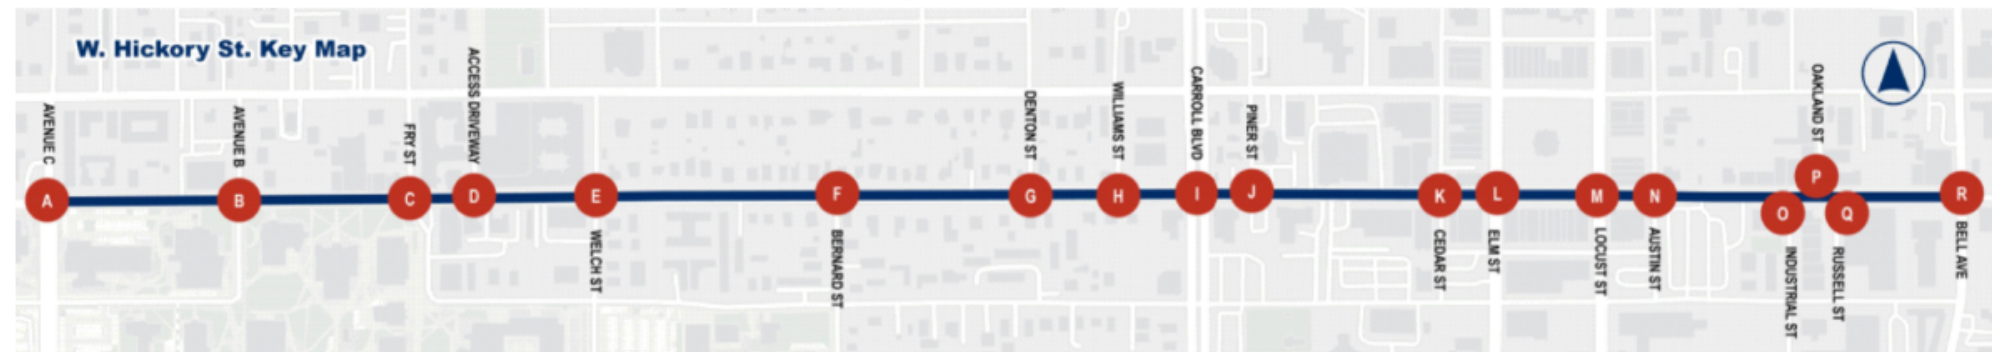 W. Hickory St. Key Map
AVENUE C
AVENUE B
FRY ST
ACCESS DRIVEWAY
WELCH ST
BERNARD ST
DENTON ST
WILLIAMS ST
CARROLL BLVD
PINER ST
CEDAR ST
ELM ST
LOCUST ST
AUSTIN ST
INDUSTRIAL ST
OAKLAND ST
RUSSELL ST
BELL AVE
A
B
C
D
E
F
G
H
I
J
K
L
M
N
O
P
Q
R